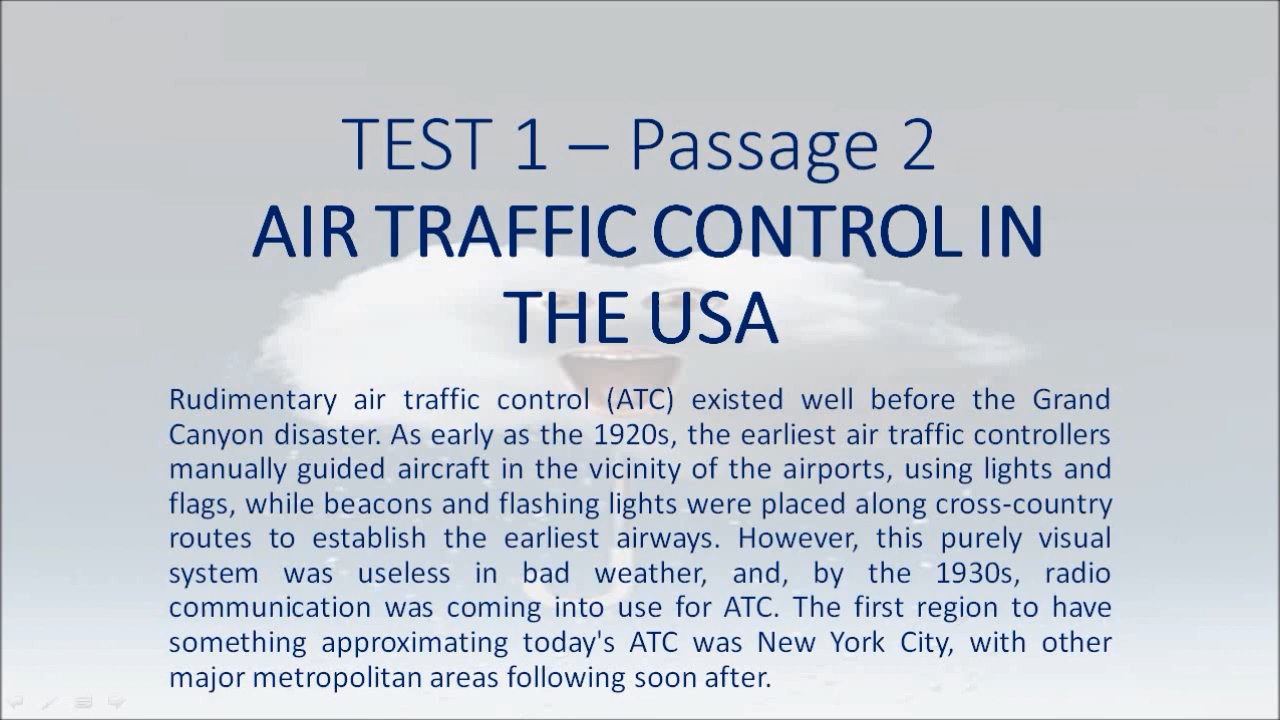 TEST 1 – Passage 2
AIR TRAFFIC CONTROL IN
THE USA
Rudimentary air traffic control (ATC) existed well before the Grand
Canyon disaster. As early as the 1920s, the earliest air traffic controllers
manually guided aircraft in the vicinity of the airports, using lights and
flags, while beacons and flashing lights were placed along cross-country
routes to establish the earliest airways. However, this purely visual
system was useless in bad weather, and, by the 1930s, radio
communication was coming into use for ATC. The first region to have
something approximating today's ATC was New York City, with other
major metropolitan areas following soon after.